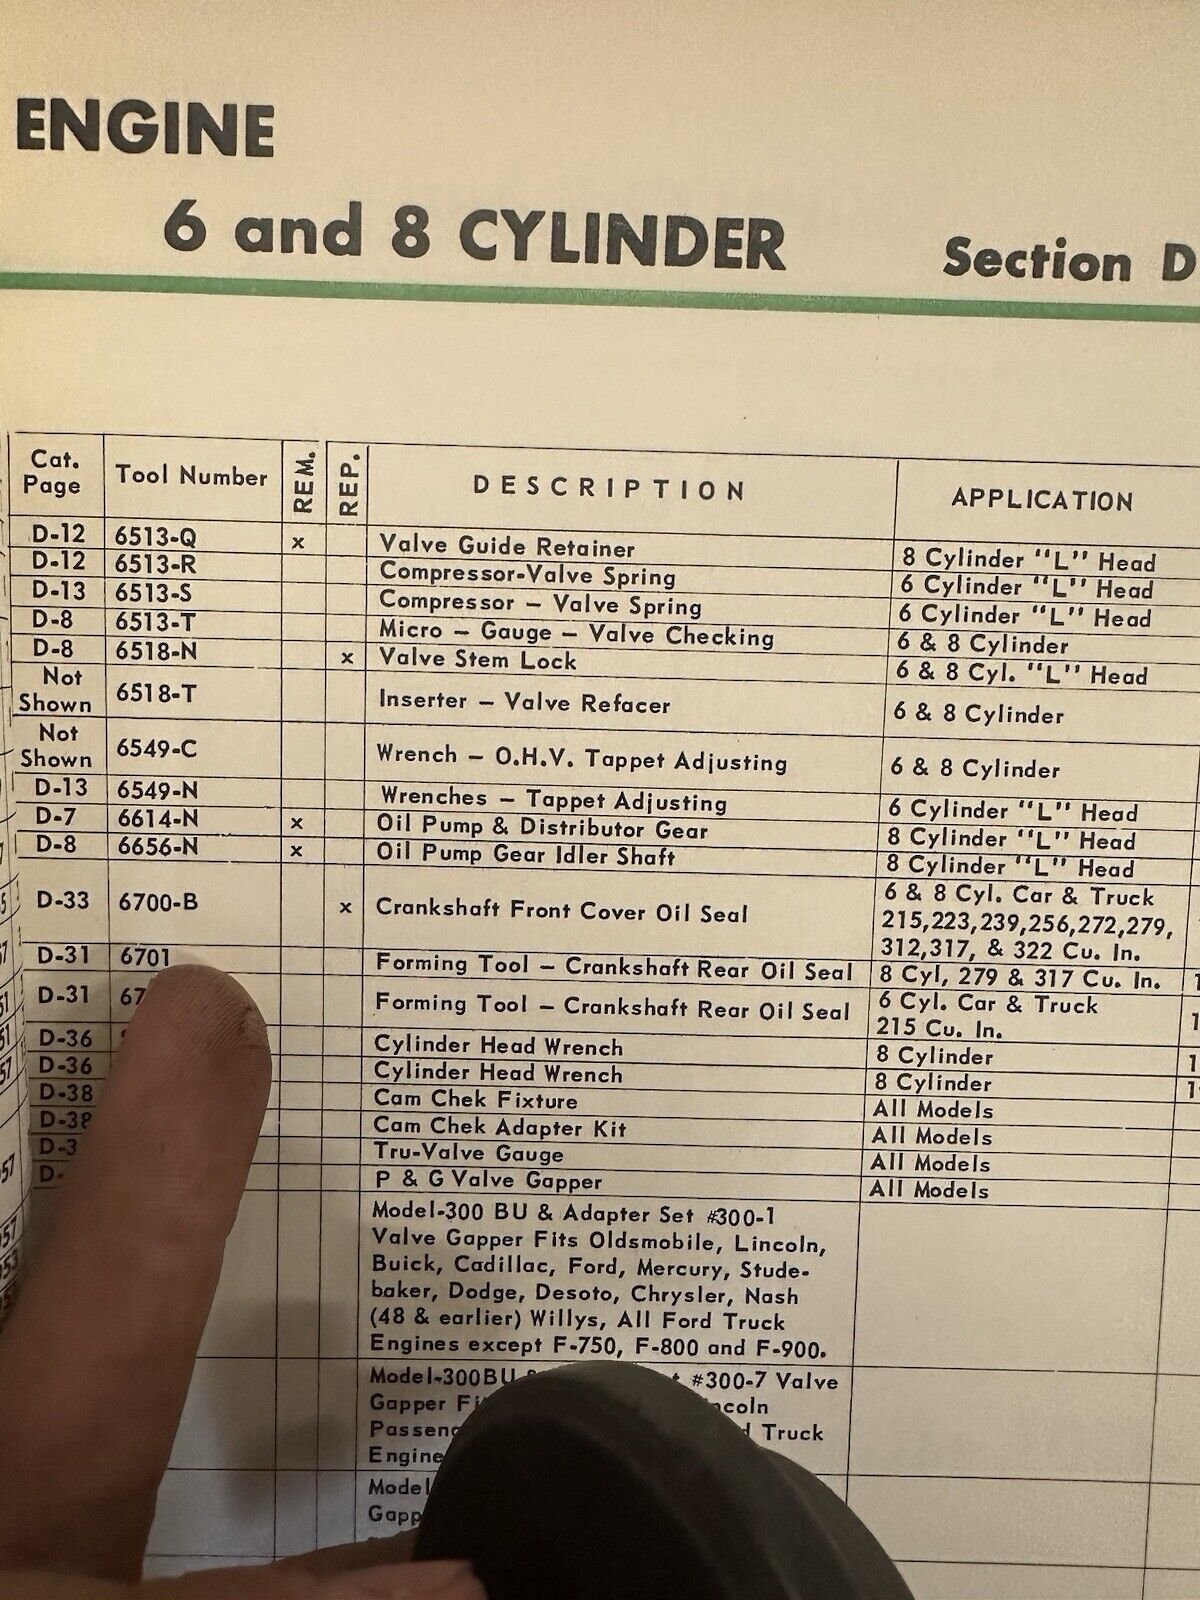 ENGINE
6 and 8 CYLINDER
Section D
Cat. Page Tool Number REM. REP. DESCRIPTION APPLICATION
D-12 6513-Q x Valve Guide Retainer 8 Cylinder "L" Head
D-12 6513-R Compressor-Valve Spring 6 Cylinder "L" Head
D-13 6513-S Compressor – Valve Spring 6 Cylinder "L" Head
D-8 6513-T Micro – Gauge – Valve Checking 6 & 8 Cylinder
D-8 6518-N x Valve Stem Lock 6 & 8 Cyl. "L" Head
Not Shown 6518-T Inserter – Valve Refacer 6 & 8 Cylinder
Not Shown 6549-C Wrench – O.H.V. Tappet Adjusting 6 & 8 Cylinder
D-13 6549-N Wrenches – Tappet Adjusting 6 Cylinder "L" Head
D-7 6614-N x Oil Pump & Distributor Gear 8 Cylinder "L" Head
D-8 6656-N x Oil Pump Gear Idler Shaft 8 Cylinder "L" Head
D-33 6700-B x Crankshaft Front Cover Oil Seal 6 & 8 Cyl. Car & Truck
215,223,239,256,272,279,
312,317, & 322 Cu. In.
D-31 6701 Forming Tool – Crankshaft Rear Oil Seal 8 Cyl, 279 & 317 Cu. In.
D-31 Forming Tool – Crankshaft Rear Oil Seal 6 Cyl. Car & Truck
215 Cu. In.
D-36 Cylinder Head Wrench 8 Cylinder
D-36 Cylinder Head Wrench 8 Cylinder
D-38 Cam Chek Fixture All Models
D-38 Cam Chek Adapter Kit All Models
Tru-Valve Gauge All Models
P & G Valve Gapper All Models
Model-300 BU & Adapter Set #300-1
Valve Gapper Fits Oldsmobile, Lincoln,
Buick, Cadillac, Ford, Mercury, Stude-
baker, Dodge, Desoto, Chrysler, Nash
(48 & earlier) Willys, All Ford Truck
Engines except F-750, F-800 and F-900.
Model-300BU #300-7 Valve
Gapper
Truck